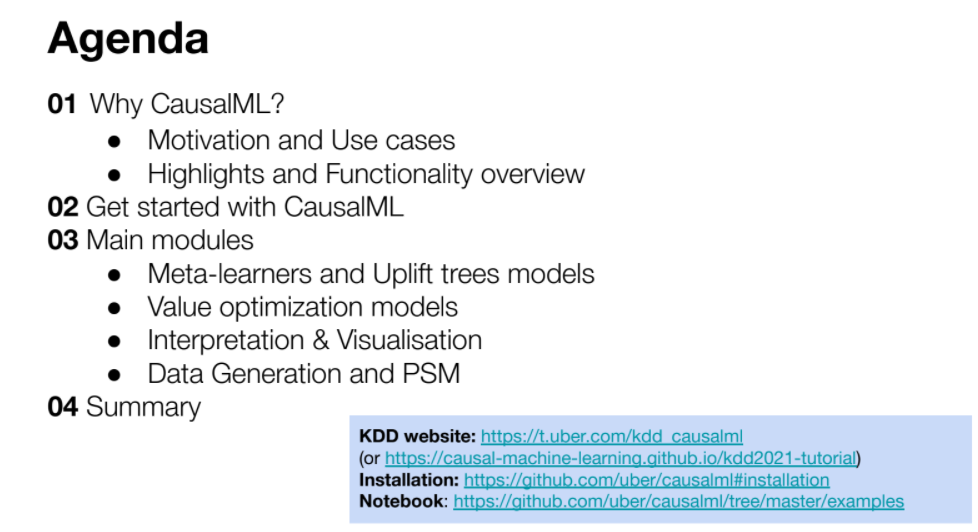 Agenda
01 Why CausalML?
● Motivation and Use cases
● Highlights and Functionality overview
02 Get started with CausalML
03 Main modules
● Meta-learners and Uplift trees models
● Value optimization models
● Interpretation & Visualisation
● Data Generation and PSM
04 Summary
KDD website: https://t.uber.com/kdd_causalml
(or https://causal-machine-learning.github.io/kdd2021-tutorial)
Installation: https://github.com/uber/causalml#installation
Notebook: https://github.com/uber/causalml/tree/master/examples